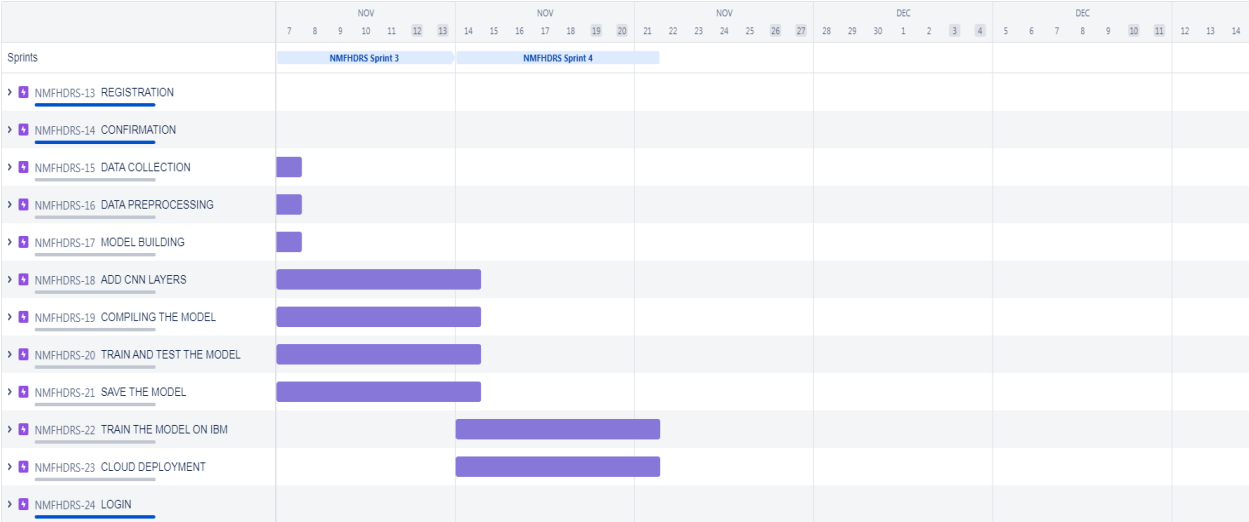 NOV NOV NOV DEC DEC
7 8 9 10 11 12 13 14 15 16 17 18 19 20 21 22 23 24 25 26 27 28 29 30 1 2 3 4 5 6 7 8 9 10 11 12 13 14
Sprints NMFHDRS Sprint 3 NMFHDRS Sprint 4
NMFHDRS-13 REGISTRATION
NMFHDRS-14 CONFIRMATION
NMFHDRS-15 DATA COLLECTION
NMFHDRS-16 DATA PREPROCESSING
NMFHDRS-17 MODEL BUILDING
NMFHDRS-18 ADD CNN LAYERS
NMFHDRS-19 COMPILING THE MODEL
NMFHDRS-20 TRAIN AND TEST THE MODEL
NMFHDRS-21 SAVE THE MODEL
NMFHDRS-22 TRAIN THE MODEL ON IBM
NMFHDRS-23 CLOUD DEPLOYMENT
NMFHDRS-24 LOGIN